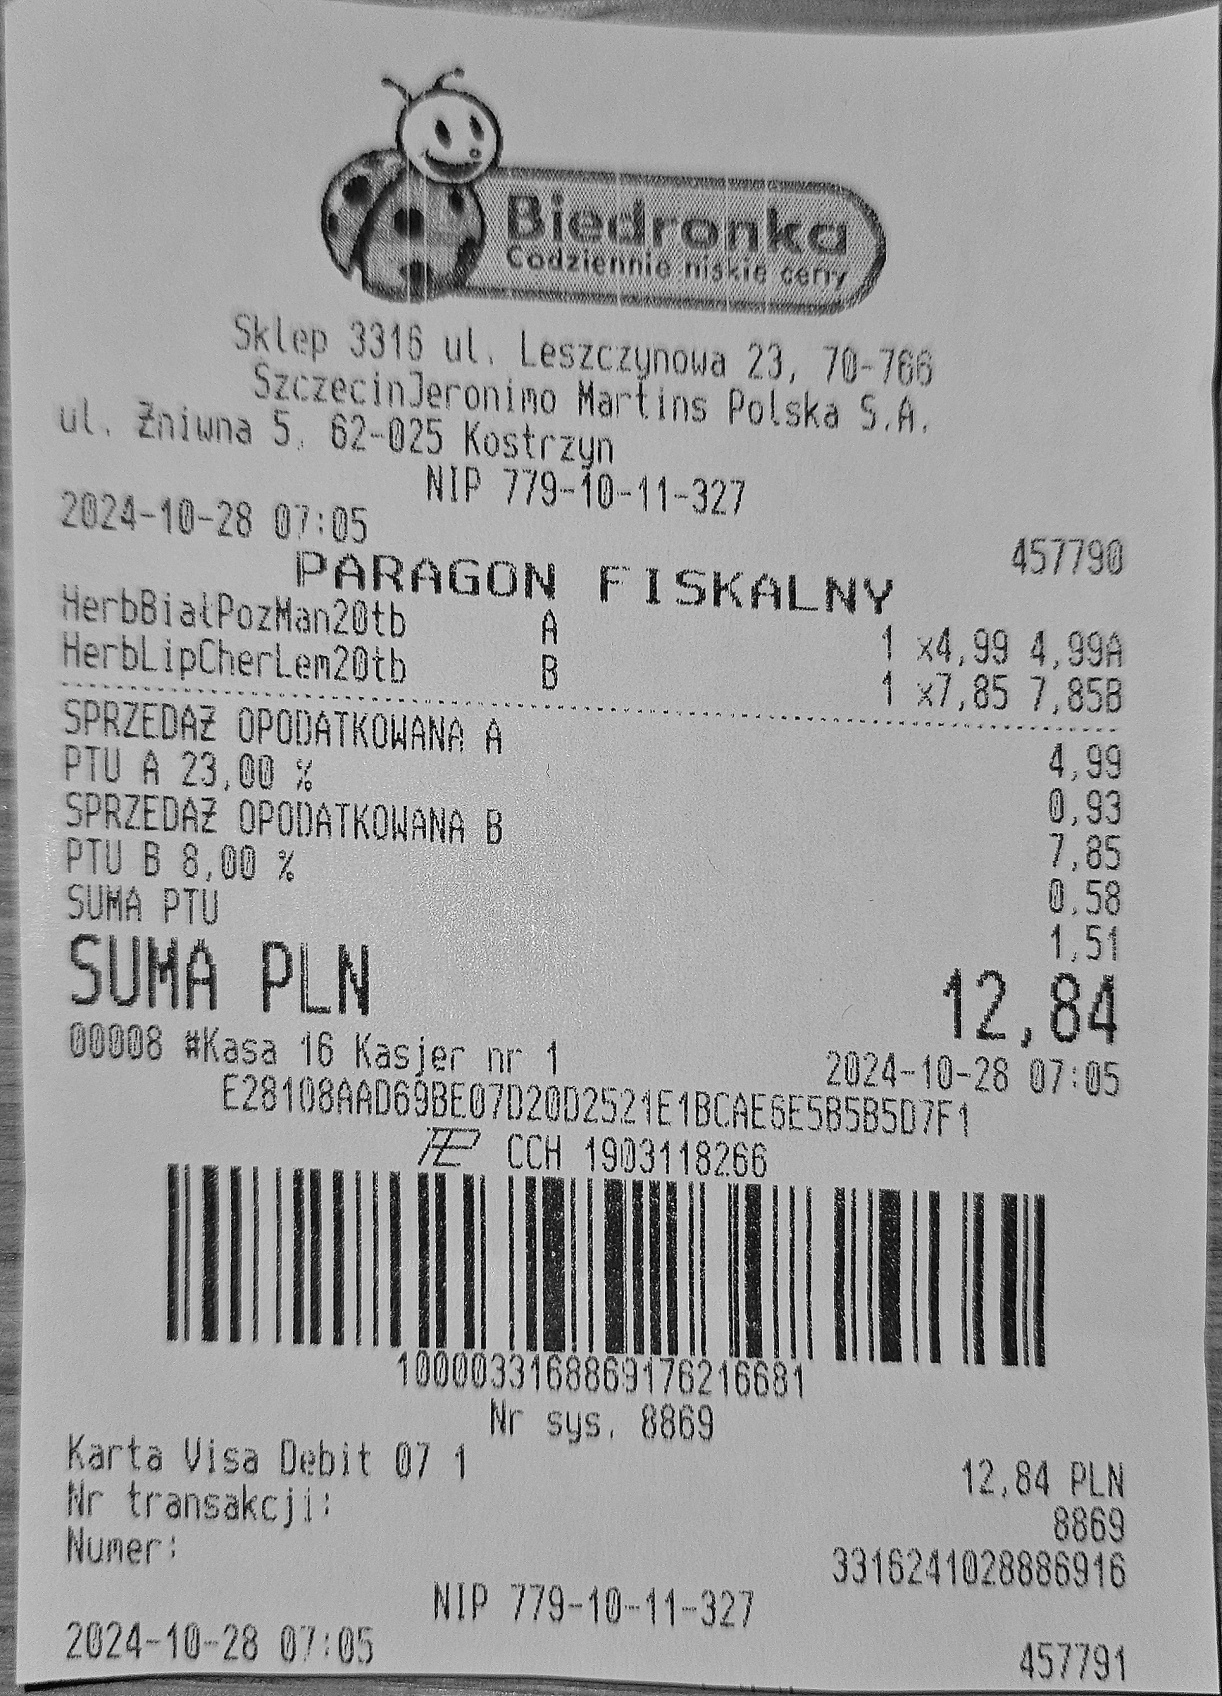 Biedronka
Codziennie niskie ceny
Sklep 3316 ul. Leszczynowa 23, 70-766
SzczecinJeronimo Martins Polska S.A.
ul. Żniwna 5, 62-025 Kostrzyn
NIP 779-10-11-327
2024-10-28 07:05 457790
PARAGON FISKALNY
HerbBiałPozMan20tb A 1 x4,99 4,99A
HerbLipCherLem20tb B 1 x7,85 7,85B
SPRZEDAŻ OPODATKOWANA A 4,99
PTU A 23,00 % 0,93
SPRZEDAŻ OPODATKOWANA B 7,85
PTU B 8,00 % 0,58
SUMA PTU 1,51
SUMA PLN 12,84
00008 #Kasa 16 Kasjer nr 1 2024-10-28 07:05
E28108AAD69BE07D20D2521E1BCAE6E5B5B5D7F1
CCH 1903118266
1000033168869176216681
Nr sys. 8869
Karta Visa Debit 07 1 12,84 PLN
Nr transakcji: 8869
Numer: 3316241028886916
NIP 779-10-11-327
2024-10-28 07:05 457791